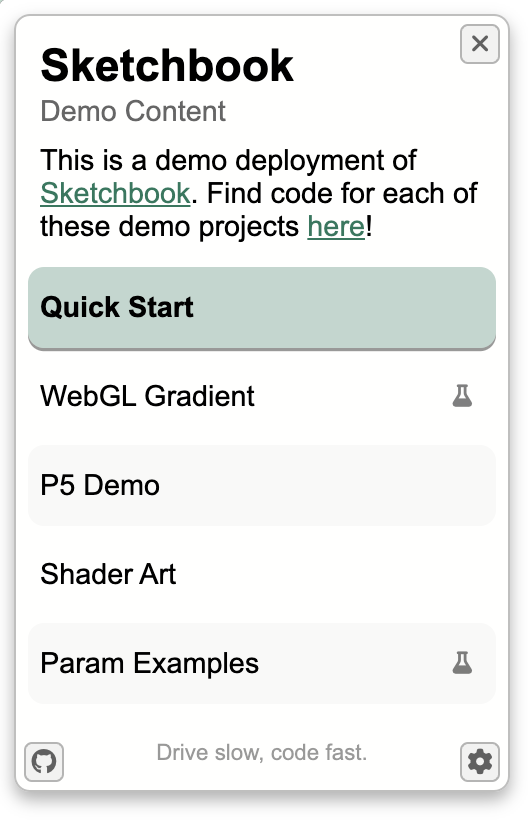 Sketchbook
Demo Content
This is a demo deployment of
Sketchbook. Find code for each of
these demo projects here!
Quick Start
WebGL Gradient
P5 Demo
Shader Art
Param Examples
Drive slow, code fast.